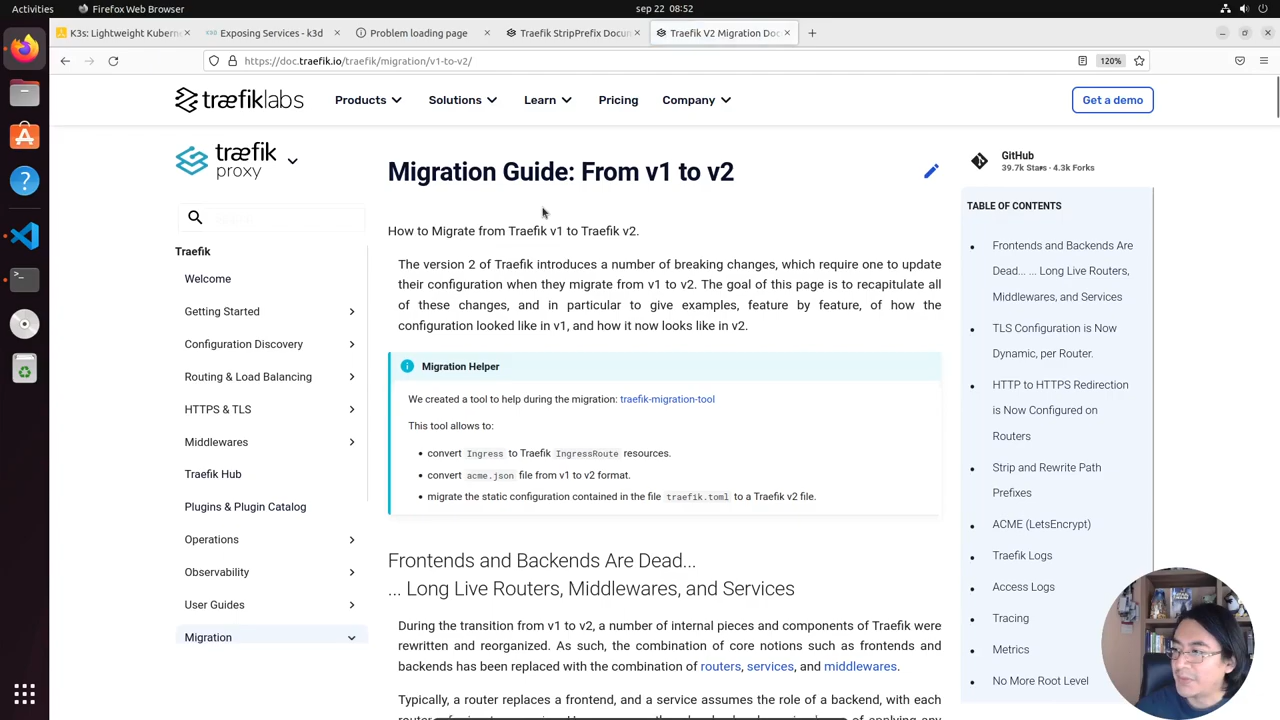 Activities
Firefox Web Browser
sep 22 08:52
K3s: Lightweight Kuberne
Exposing Services - k3d
Problem loading page
Traefik StripPrefix Docum
Traefik V2 Migration Doc
https://doc.traefik.io/traefik/migration/v1-to-v2/
120%
træfiklabs
Products
Solutions
Learn
Pricing
Company
Get a demo
træfik
proxy
Traefik
Welcome
Getting Started
Configuration Discovery
Routing & Load Balancing
HTTPS & TLS
Middlewares
Traefik Hub
Plugins & Plugin Catalog
Operations
Observability
User Guides
Migration
Migration Guide: From v1 to v2
How to Migrate from Traefik v1 to Traefik v2.
The version 2 of Traefik introduces a number of breaking changes, which require one to update
their configuration when they migrate from v1 to v2. The goal of this page is to recapitulate all
of these changes, and in particular to give examples, feature by feature, of how the
configuration looked like in v1, and how it now looks like in v2.
Migration Helper
We created a tool to help during the migration: traefik-migration-tool
This tool allows to:
• convert Ingress to Traefik IngressRoute resources.
• convert acme.json file from v1 to v2 format.
• migrate the static configuration contained in the file traefik.toml to a Traefik v2 file.
Frontends and Backends Are Dead...
... Long Live Routers, Middlewares, and Services
During the transition from v1 to v2, a number of internal pieces and components of Traefik were
rewritten and reorganized. As such, the combination of core notions such as frontends and
backends has been replaced with the combination of routers, services, and middlewares.
Typically, a router replaces a frontend, and a service assumes the role of a backend, with each
GitHub
39.7k Stars · 4.3k Forks
TABLE OF CONTENTS
Frontends and Backends Are
Dead... ... Long Live Routers,
Middlewares, and Services
TLS Configuration is Now
Dynamic, per Router.
HTTP to HTTPS Redirection
is Now Configured on
Routers
Strip and Rewrite Path
Prefixes
ACME (LetsEncrypt)
Traefik Logs
Access Logs
Tracing
Metrics
No More Root Level